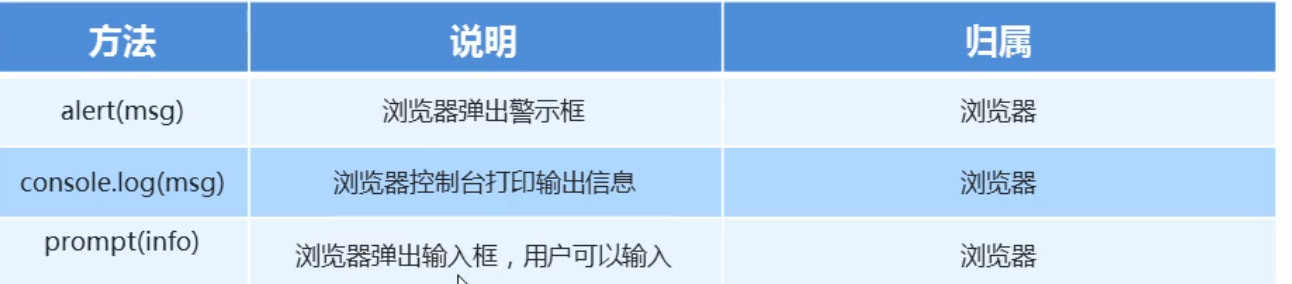 方法 说明 归属
alert(msg) 浏览器弹出警示框 浏览器
console.log(msg) 浏览器控制台打印输出信息 浏览器
prompt(info) 浏览器弹出输入框，用户可以输入 浏览器